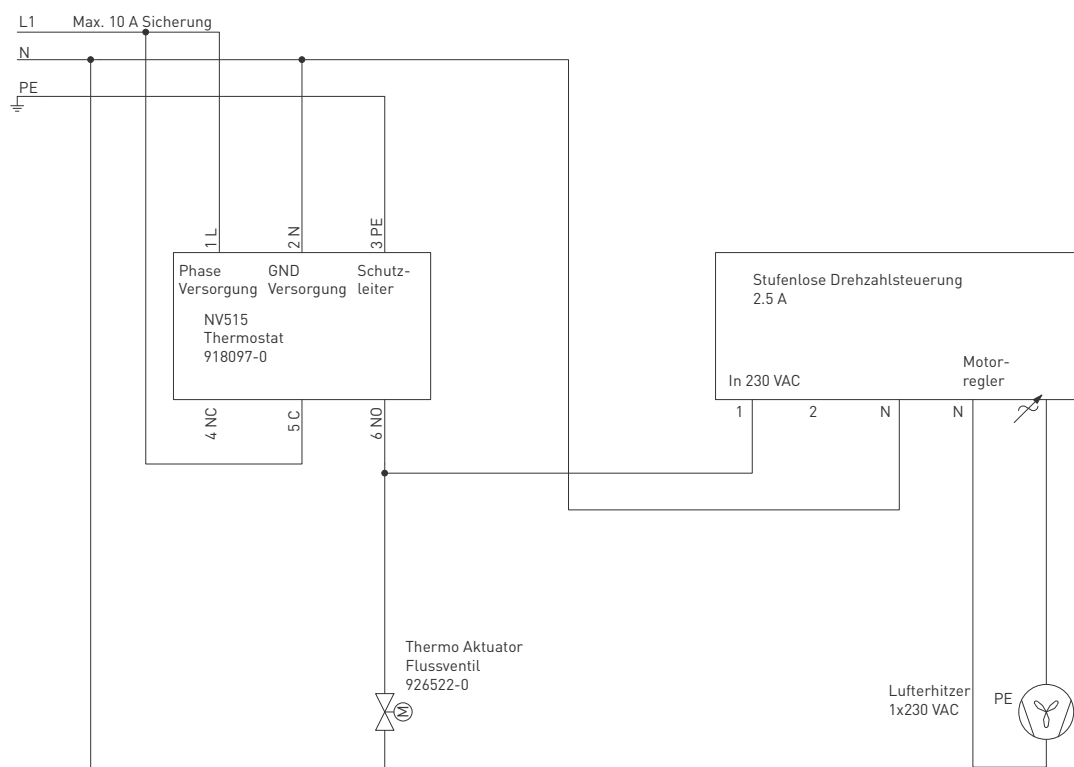 L1 Max. 10 A Sicherung
N
PE
1 L
2 N
3 PE
Phase
Versorgung
GND
Versorgung
Schutz-
leiter
NV515
Thermostat
918097-0
4 NC
5 C
6 NO
Stufenlose Drehzahlsteuerung
2.5 A
In 230 VAC
Motor-
regler
1 2 N N
Thermo Aktuator
Flussventil
926522-0
M
Lufterhitzer
1x230 VAC
PE